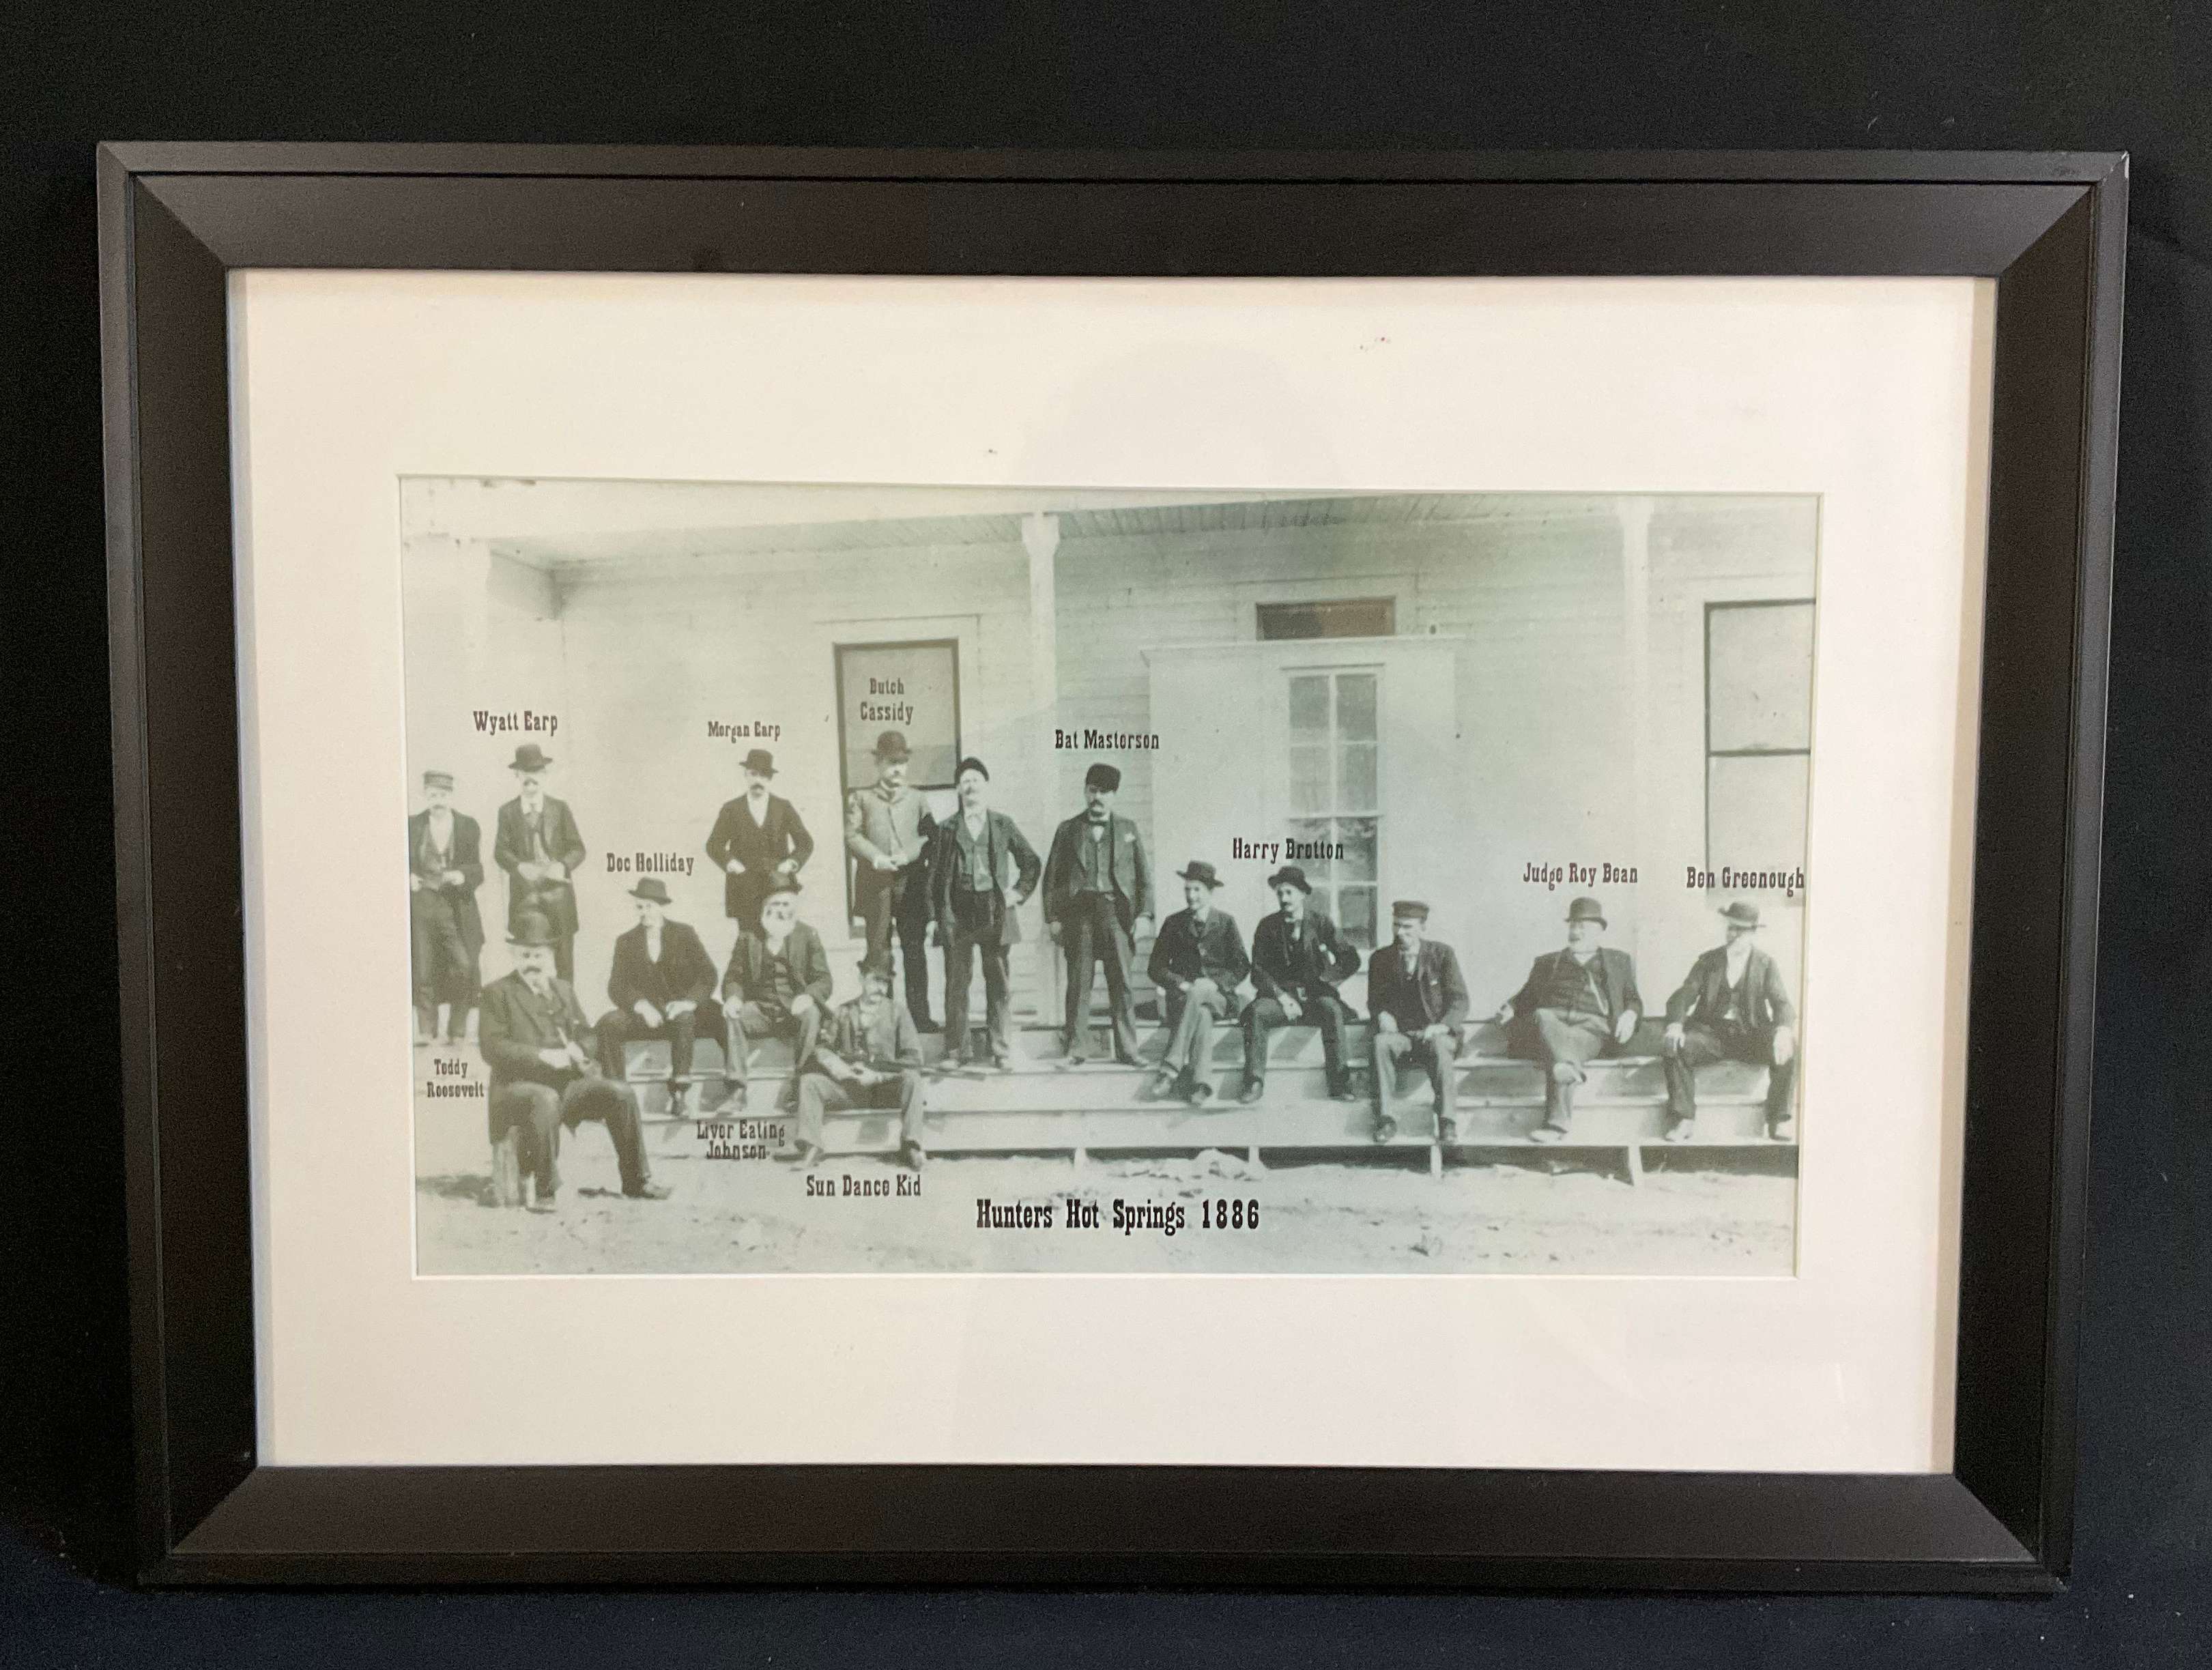 Butch
Cassidy
Wyatt Earp
Morgan Earp
Bat Masterson
Doc Holliday
Harry Brotton
Judge Roy Bean
Ben Greenough
Teddy
Roosevelt
Liver Eating
Johnson
Sun Dance Kid
Hunters Hot Springs 1886